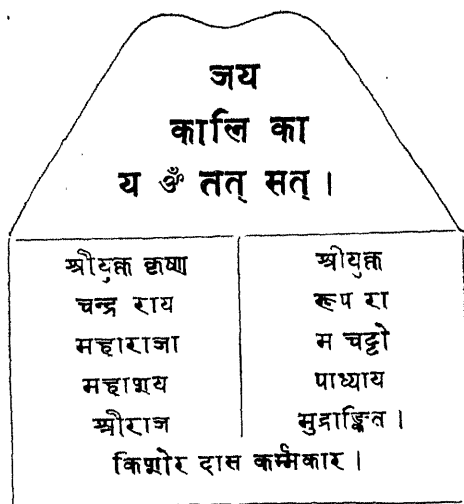 जय
कालि का
य ॐ तत् सत् ।
श्रीयुक्त कृष्ण
चन्द्र राय
महाराजा
महाशय
श्रीराज
श्रीयुक्त
रूप रा
म चट्टो
पाध्याय
मुद्राङ्कित ।
किशोर दास कर्म्मकार ।